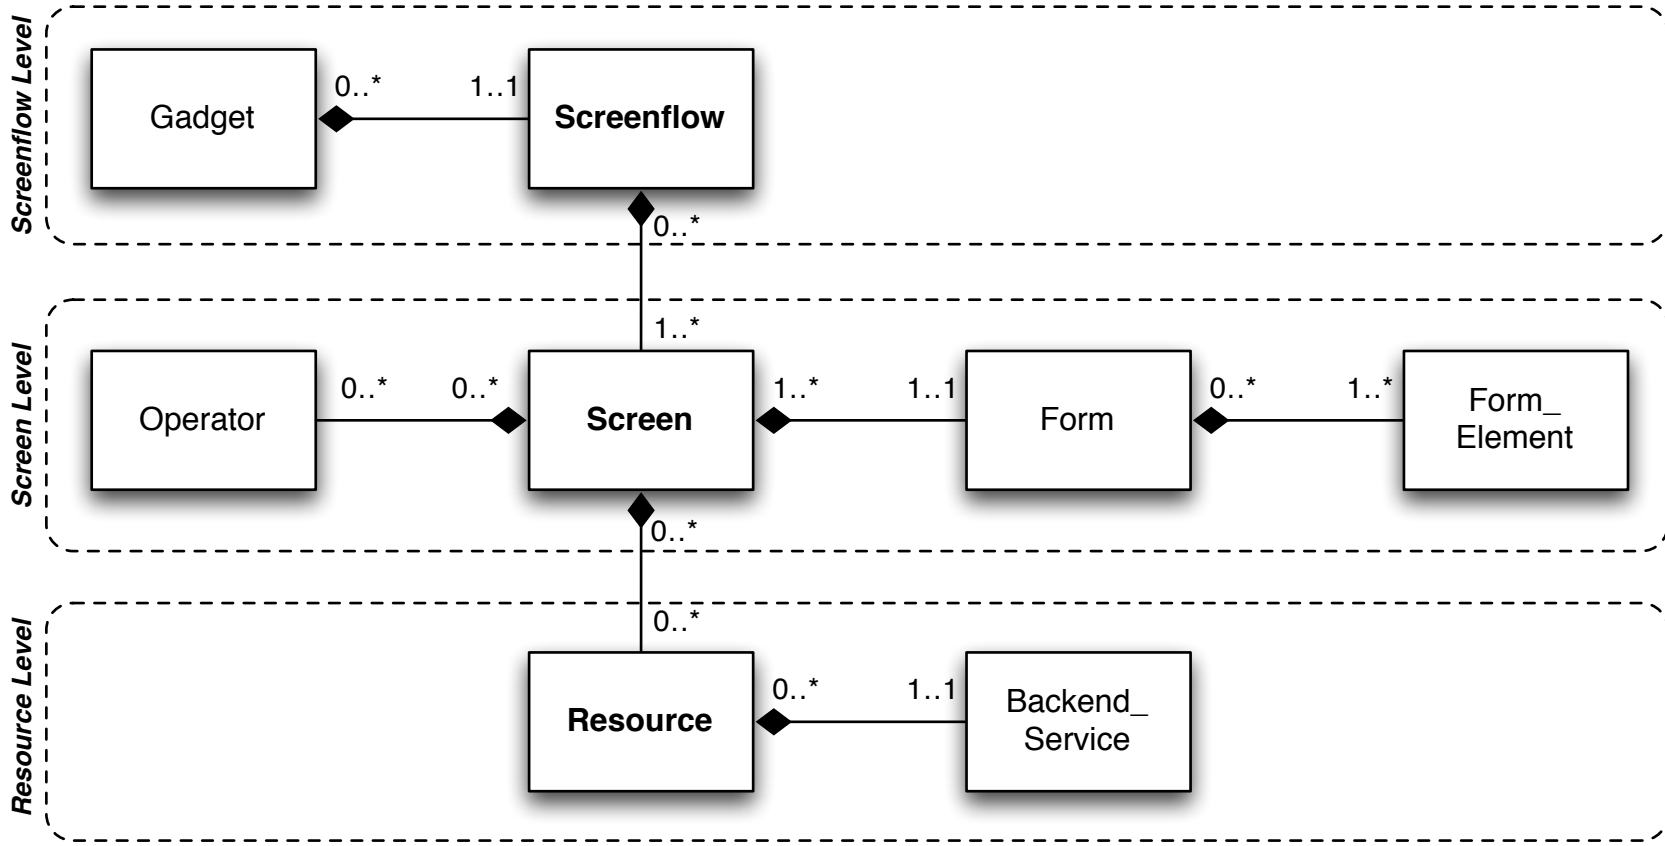 Screenflow Level
Gadget
0..*
1..1
Screenflow
0..*
Screen Level
1..*
Operator
0..*
0..*
Screen
1..*
1..1
Form
0..*
1..*
Form_
Element
0..*
Resource Level
0..*
Resource
0..*
1..1
Backend_
Service